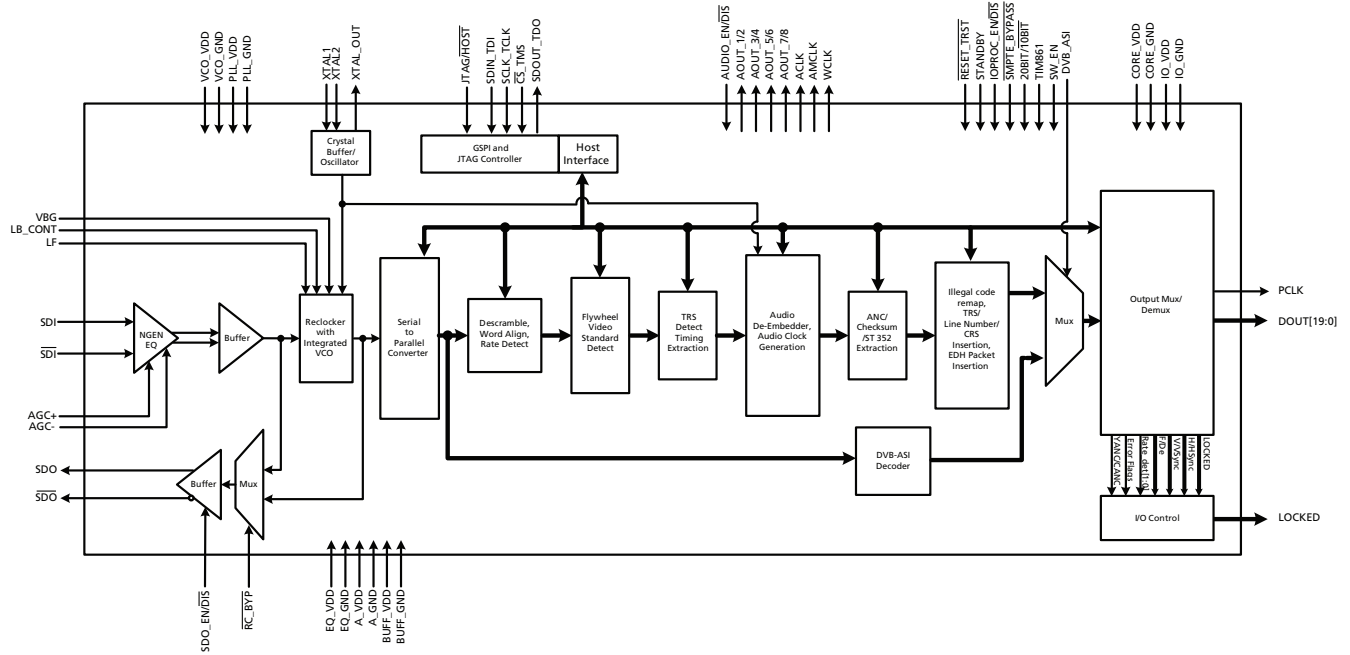 VCO_VDD
VCO_GND
PLL_VDD
PLL_GND
XTAL1
XTAL2
XTAL_OUT
JTAG/HOST
SDIN_TDI
SCLK_TCLK
CS_TMS
SDOUT_TDO
AUDIO_EN/DIS
AOUT_1/2
AOUT_3/4
AOUT_5/6
AOUT_7/8
ACLK
AMCLK
WCLK
RESET_TRST
STANDBY
IOPROC_EN/DIS
SMPTE_BYPASS
20BIT/10BIT
TIM861
SW_EN
DVB_ASI
CORE_VDD
CORE_GND
IO_VDD
IO_GND
Crystal
Buffer/
Oscillator
GSPI and
JTAG Controller
Host
Interface
VBG
LB_CONT
LF
SDI
SDI
AGC+
AGC-
SDO
SDO
NGEN
EQ
Buffer
Reclocker
with
Integrated
VCO
Serial
to
Parallel
Converter
Descramble,
Word Align,
Rate Detect
Flywheel
Video
Standard
Detect
TRS
Detect
Timing
Extraction
Audio
De-Embedder,
Audio Clock
Generation
ANC/
Checksum
/ST 352
Extraction
Illegal code
remap,
TRS/
Line Number/
CRS
Insertion,
EDH Packet
Insertion
Mux
Output Mux/
Demux
PCLK
DOUT[19:0]
DVB-ASI
Decoder
Buffer
Mux
YANC/CANC
Error Flags
Rate_det[1:0]
F/De
V/VSync
H/HSync
LOCKED
I/O Control
LOCKED
SDO_EN/DIS
RC_BYP
EQ_VDD
EQ_GND
A_VDD
A_GND
BUFF_VDD
BUFF_GND